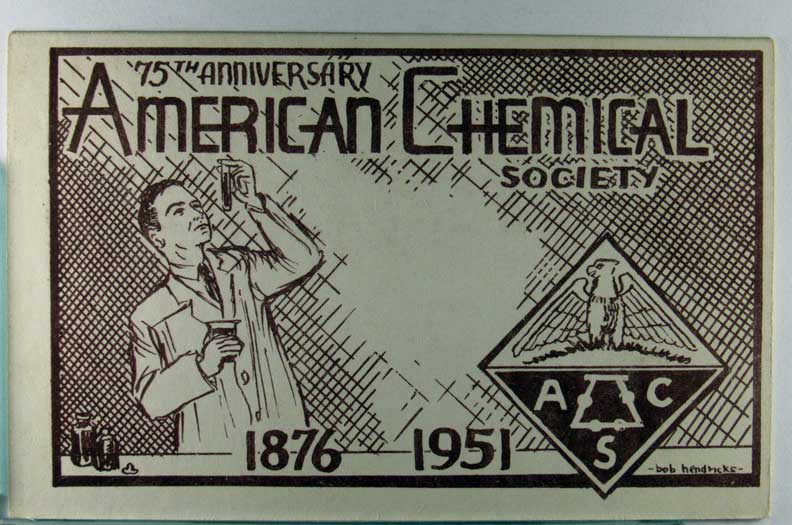 75TH ANNIVERSARY
AMERICAN CHEMICAL
SOCIETY
A C
S
1876 1951
-bob hendricks-